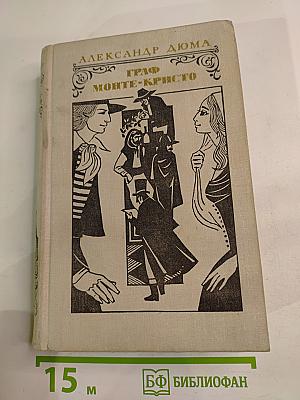 АЛЕКСАНДР ДЮМА
ГРАФ
МОНТЕ-КРИСТО
15 м
БФ БИБЛИОФАН